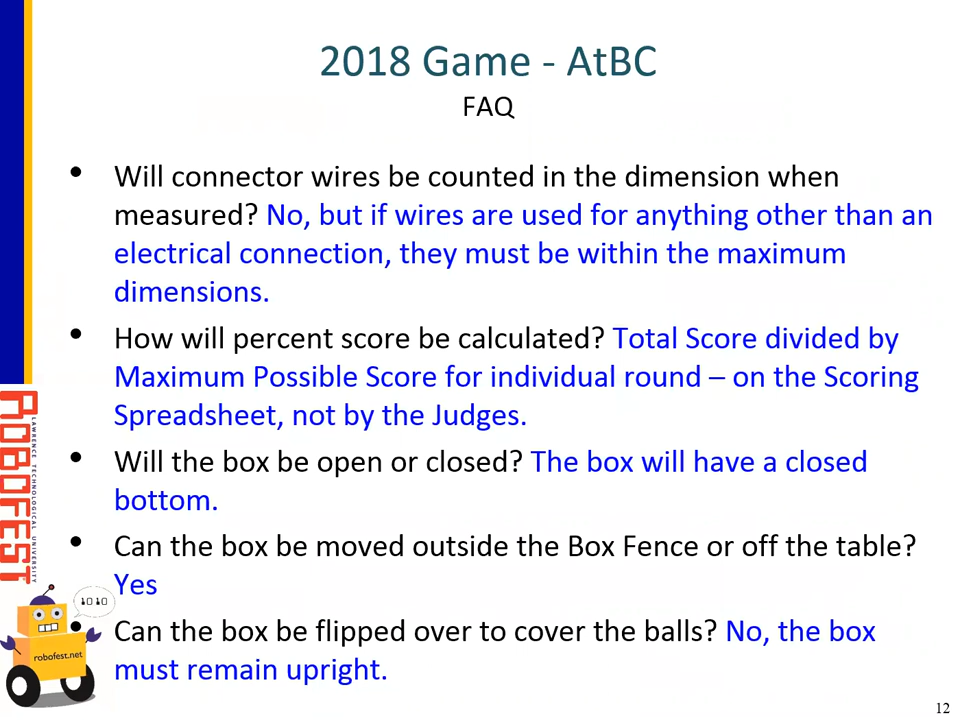 2018 Game - AtBC
FAQ
• Will connector wires be counted in the dimension when
measured? No, but if wires are used for anything other than an
electrical connection, they must be within the maximum
dimensions.
• How will percent score be calculated? Total Score divided by
Maximum Possible Score for individual round – on the Scoring
Spreadsheet, not by the Judges.
• Will the box be open or closed? The box will have a closed
bottom.
• Can the box be moved outside the Box Fence or off the table?
Yes
• Can the box be flipped over to cover the balls? No, the box
must remain upright.
ROBOFEST
LAWRENCE TECHNOLOGICAL UNIVERSITY
1010
robofest.net
12